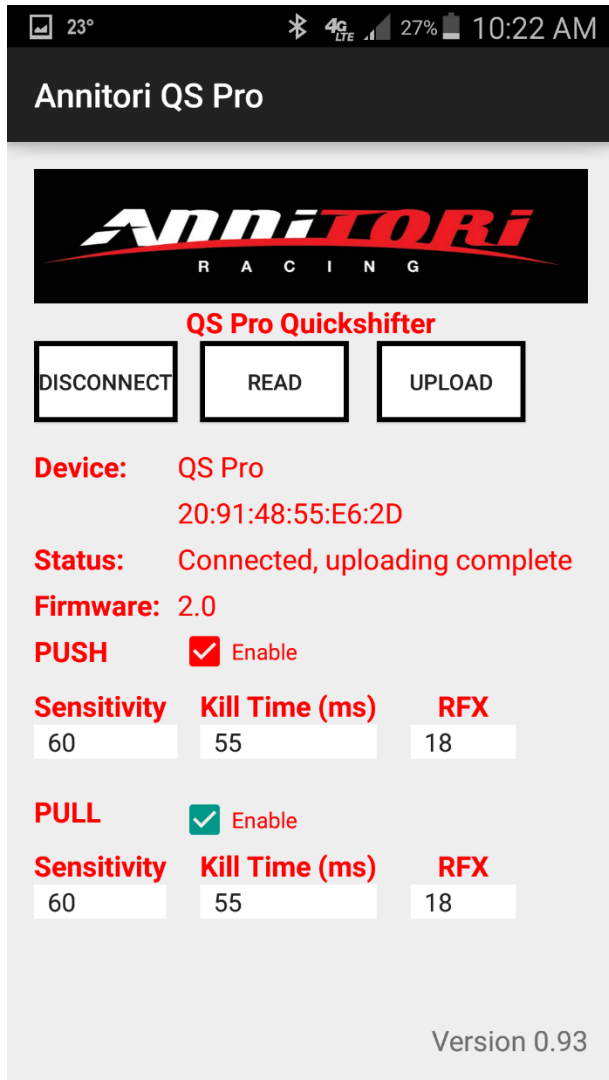 23° 4G LTE 27% 10:22 AM
Annitori QS Pro
ANNITORI
RACING
QS Pro Quickshifter
DISCONNECT READ UPLOAD
Device: QS Pro
20:91:48:55:E6:2D
Status: Connected, uploading complete
Firmware: 2.0
PUSH Enable
Sensitivity Kill Time (ms) RFX
60 55 18
PULL Enable
Sensitivity Kill Time (ms) RFX
60 55 18
Version 0.93